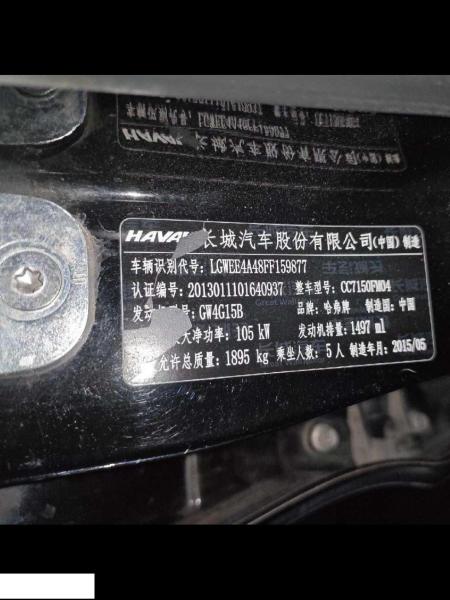 HAVAL 长城汽车股份有限公司(中国) 制造
车辆识别代号: LGWEE4A48FF159877
认证编号: 2013011101640937 整车型号: CC7150FM04
发动机型号: GW4G15B 品牌: 哈弗牌 制造国: 中国
大净功率: 105 kW 发动机排量: 1497 ml
允许总质量: 1895 kg 乘坐人数: 5人 制造年月: 2015/05
Great Wall